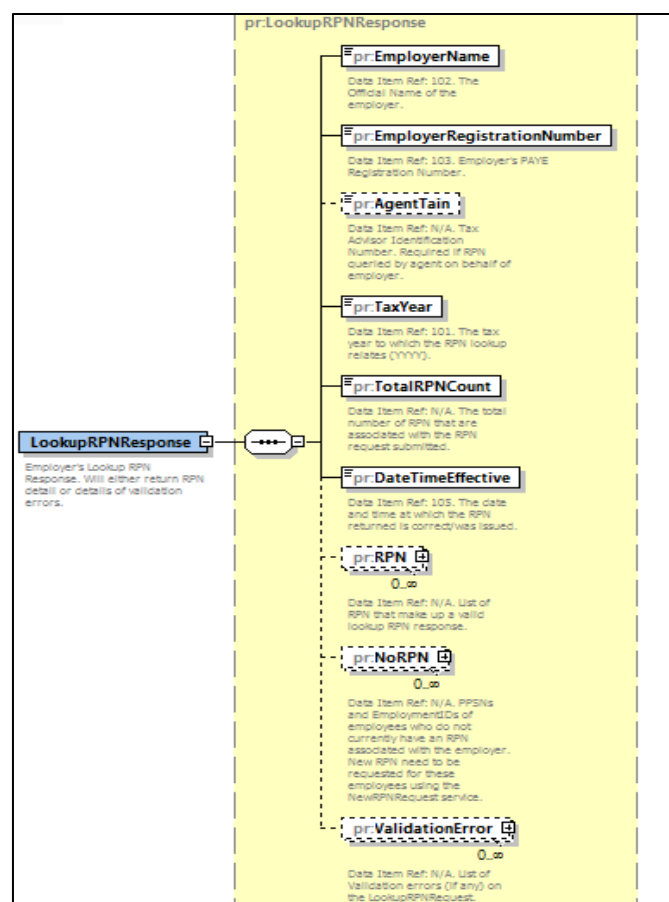 pr:LookupRPNResponse
pr:EmployerName
Data Item Ref: 102. The
Official Name of the
employer.
pr:EmployerRegistrationNumber
Data Item Ref: 103. Employer's PAYE
Registration Number.
pr:AgentTain
Data Item Ref: N/A. Tax
Advisor Identification
Number. Required if RPN
queried by agent on behalf of
employer.
pr:TaxYear
Data Item Ref: 101. The tax
year to which the RPN lookup
relates (YYYY).
pr:TotalRPNCount
Data Item Ref: N/A. The total
number of RPN that are
associated with the RPN
request submitted.
LookupRPNResponse
Employer's Lookup RPN
Response. Will either return RPN
detail or details of validation
errors.
pr:DateTimeEffective
Data Item Ref: 105. The date
and time at which the RPN
returned is correct/was issued.
pr:RPN
0..∞
Data Item Ref: N/A. List of
RPN that make up a valid
lookup RPN response.
pr:NoRPN
0..∞
Data Item Ref: N/A. PPSNs
and EmploymentIDs of
employees who do not
currently have an RPN
associated with the employer.
New RPN need to be
requested for these
employees using the
NewRPNRequest service.
pr:ValidationError
0..∞
Data Item Ref: N/A. List of
Validation errors (if any) on
the LookupRPNRequest.